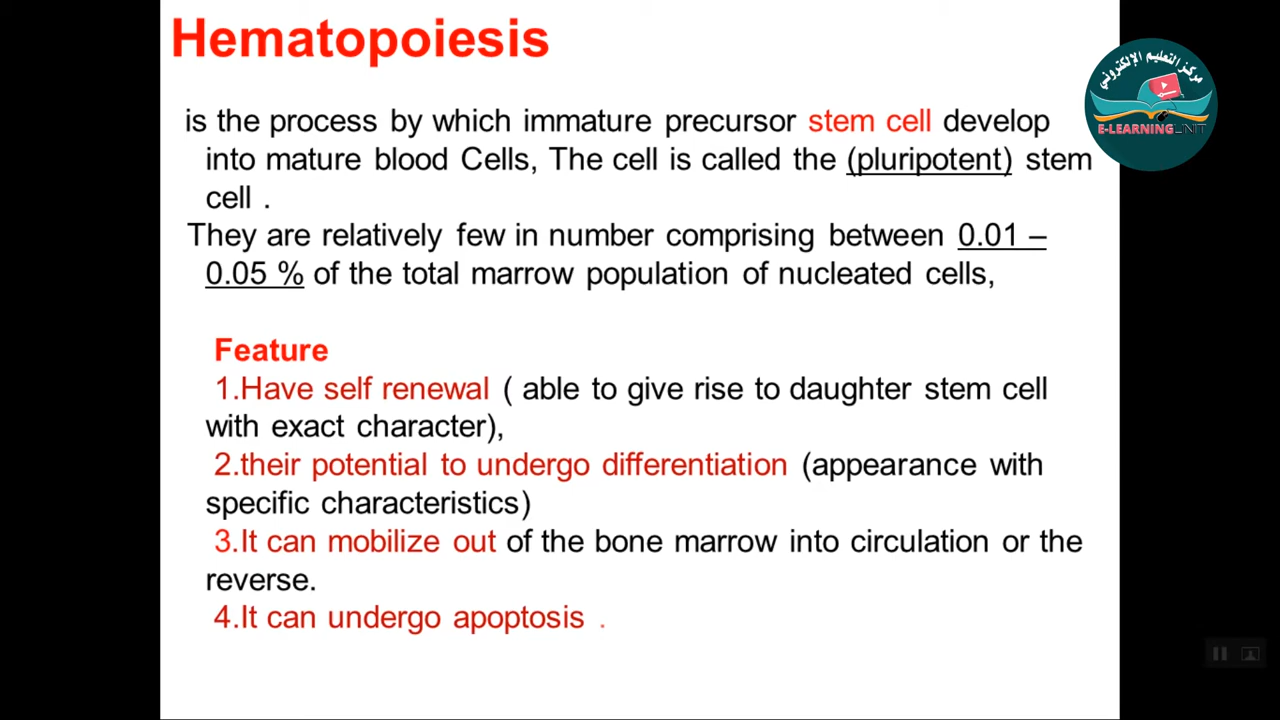 Hematopoiesis
مركز التعليم الإلكتروني
E-LEARNING UNIT
is the process by which immature precursor stem cell develop
into mature blood Cells, The cell is called the (pluripotent) stem
cell .
They are relatively few in number comprising between 0.01 –
0.05 % of the total marrow population of nucleated cells,
Feature
1.Have self renewal ( able to give rise to daughter stem cell
with exact character),
2.their potential to undergo differentiation (appearance with
specific characteristics)
3.It can mobilize out of the bone marrow into circulation or the
reverse.
4.It can undergo apoptosis .